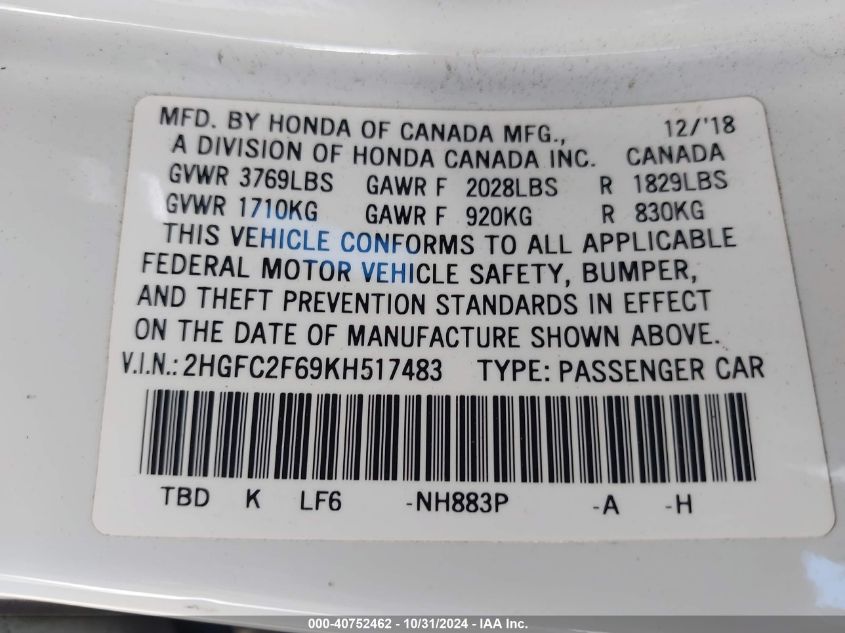 MFD. BY HONDA OF CANADA MFG., 12/'18
A DIVISION OF HONDA CANADA INC. CANADA
GVWR 3769LBS GAWR F 2028LBS R 1829LBS
GVWR 1710KG GAWR F 920KG R 830KG
THIS VEHICLE CONFORMS TO ALL APPLICABLE
FEDERAL MOTOR VEHICLE SAFETY, BUMPER,
AND THEFT PREVENTION STANDARDS IN EFFECT
ON THE DATE OF MANUFACTURE SHOWN ABOVE.
V.I.N.: 2HGFC2F69KH517483 TYPE: PASSENGER CAR
TBD K LF6 -NH883P -A -H
000-40752462 - 10/31/2024 - IAA Inc.